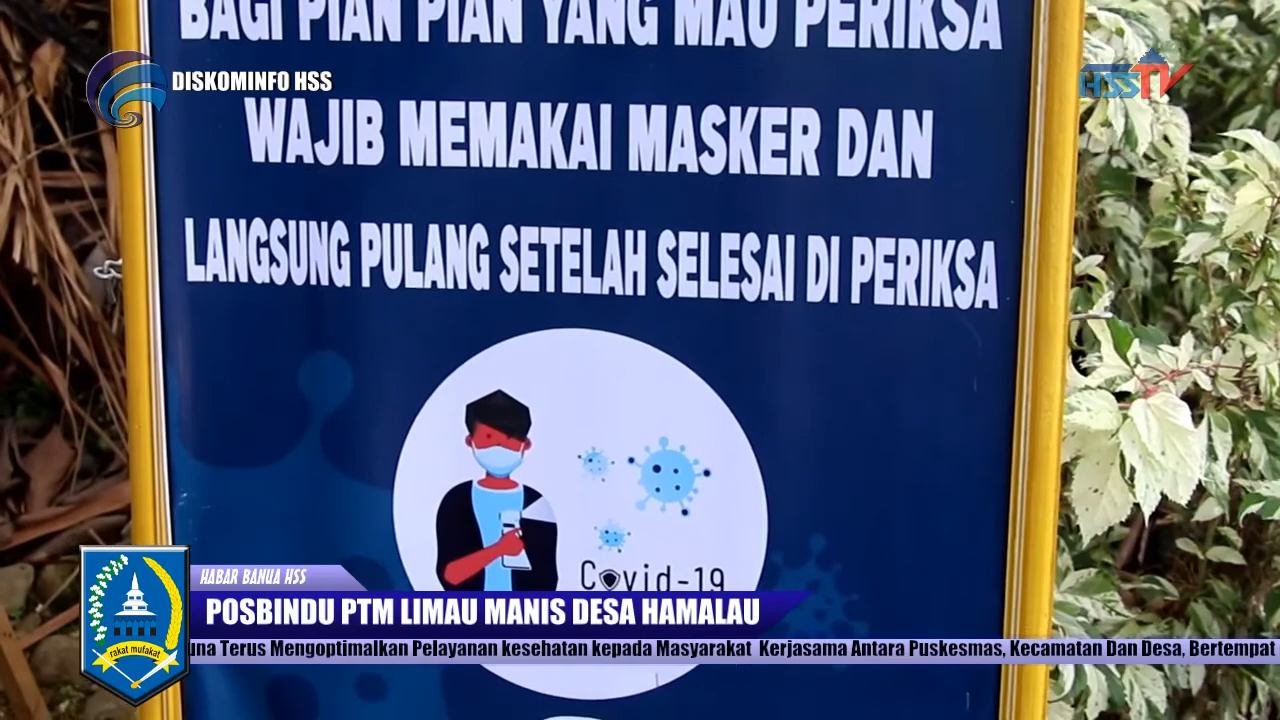 BAGI PIAN PIAN YANG MAU PERIKSA
DISKOMINFO HSS
HSSTV
WAJIB MEMAKAI MASKER DAN
LANGSUNG PULANG SETELAH SELESAI DI PERIKSA
Covid-19
HABAR BANUA HSS
POSBINDU PTM LIMAU MANIS DESA HAMALAU
rakat mufakat
una Terus Mengoptimalkan Pelayanan kesehatan kepada Masyarakat Kerjasama Antara Puskesmas, Kecamatan Dan Desa, Bertempat